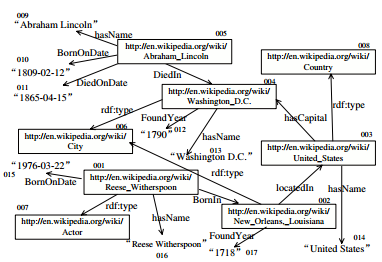 009
"Abraham Lincoln"
hasName
005
http://en.wikipedia.org/wiki/
Abraham_Lincoln
008
http://en.wikipedia.org/wiki/
Country
010
BornOnDate
"1809-02-12"
011
DiedOnDate
"1865-04-15"
DiedIn
004
http://en.wikipedia.org/wiki/
Washington_D.C.
rdf:type
rdf:type
FoundYear
"1790"
012
hasCapital
006
http://en.wikipedia.org/wiki/
City
hasName
013
"Washington D.C."
003
http://en.wikipedia.org/wiki/
United_States
"1976-03-22"
015
BornOnDate
001
http://en.wikipedia.org/wiki/
Reese_Witherspoon
rdf:type
locatedIn
hasName
rdf:type
BornIn
002
http://en.wikipedia.org/wiki/
New_Orleans,_Louisiana
007
http://en.wikipedia.org/wiki/
Actor
hasName
"Reese Witherspoon"
016
FoundYear
"1718"
017
014
"United States"